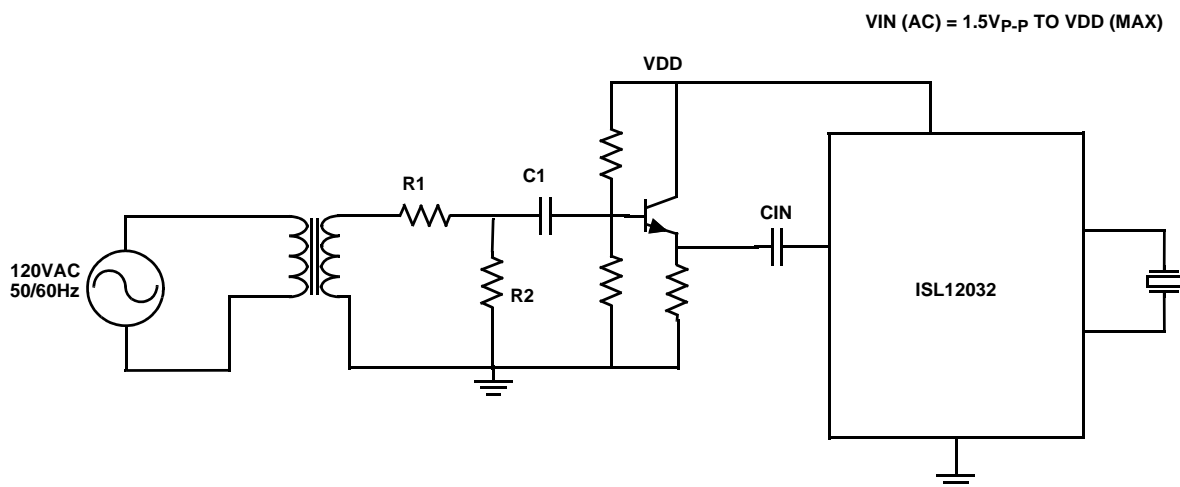 VIN (AC) = 1.5VP-P TO VDD (MAX)
VDD
R1
C1
CIN
120VAC
50/60Hz
R2
ISL12032